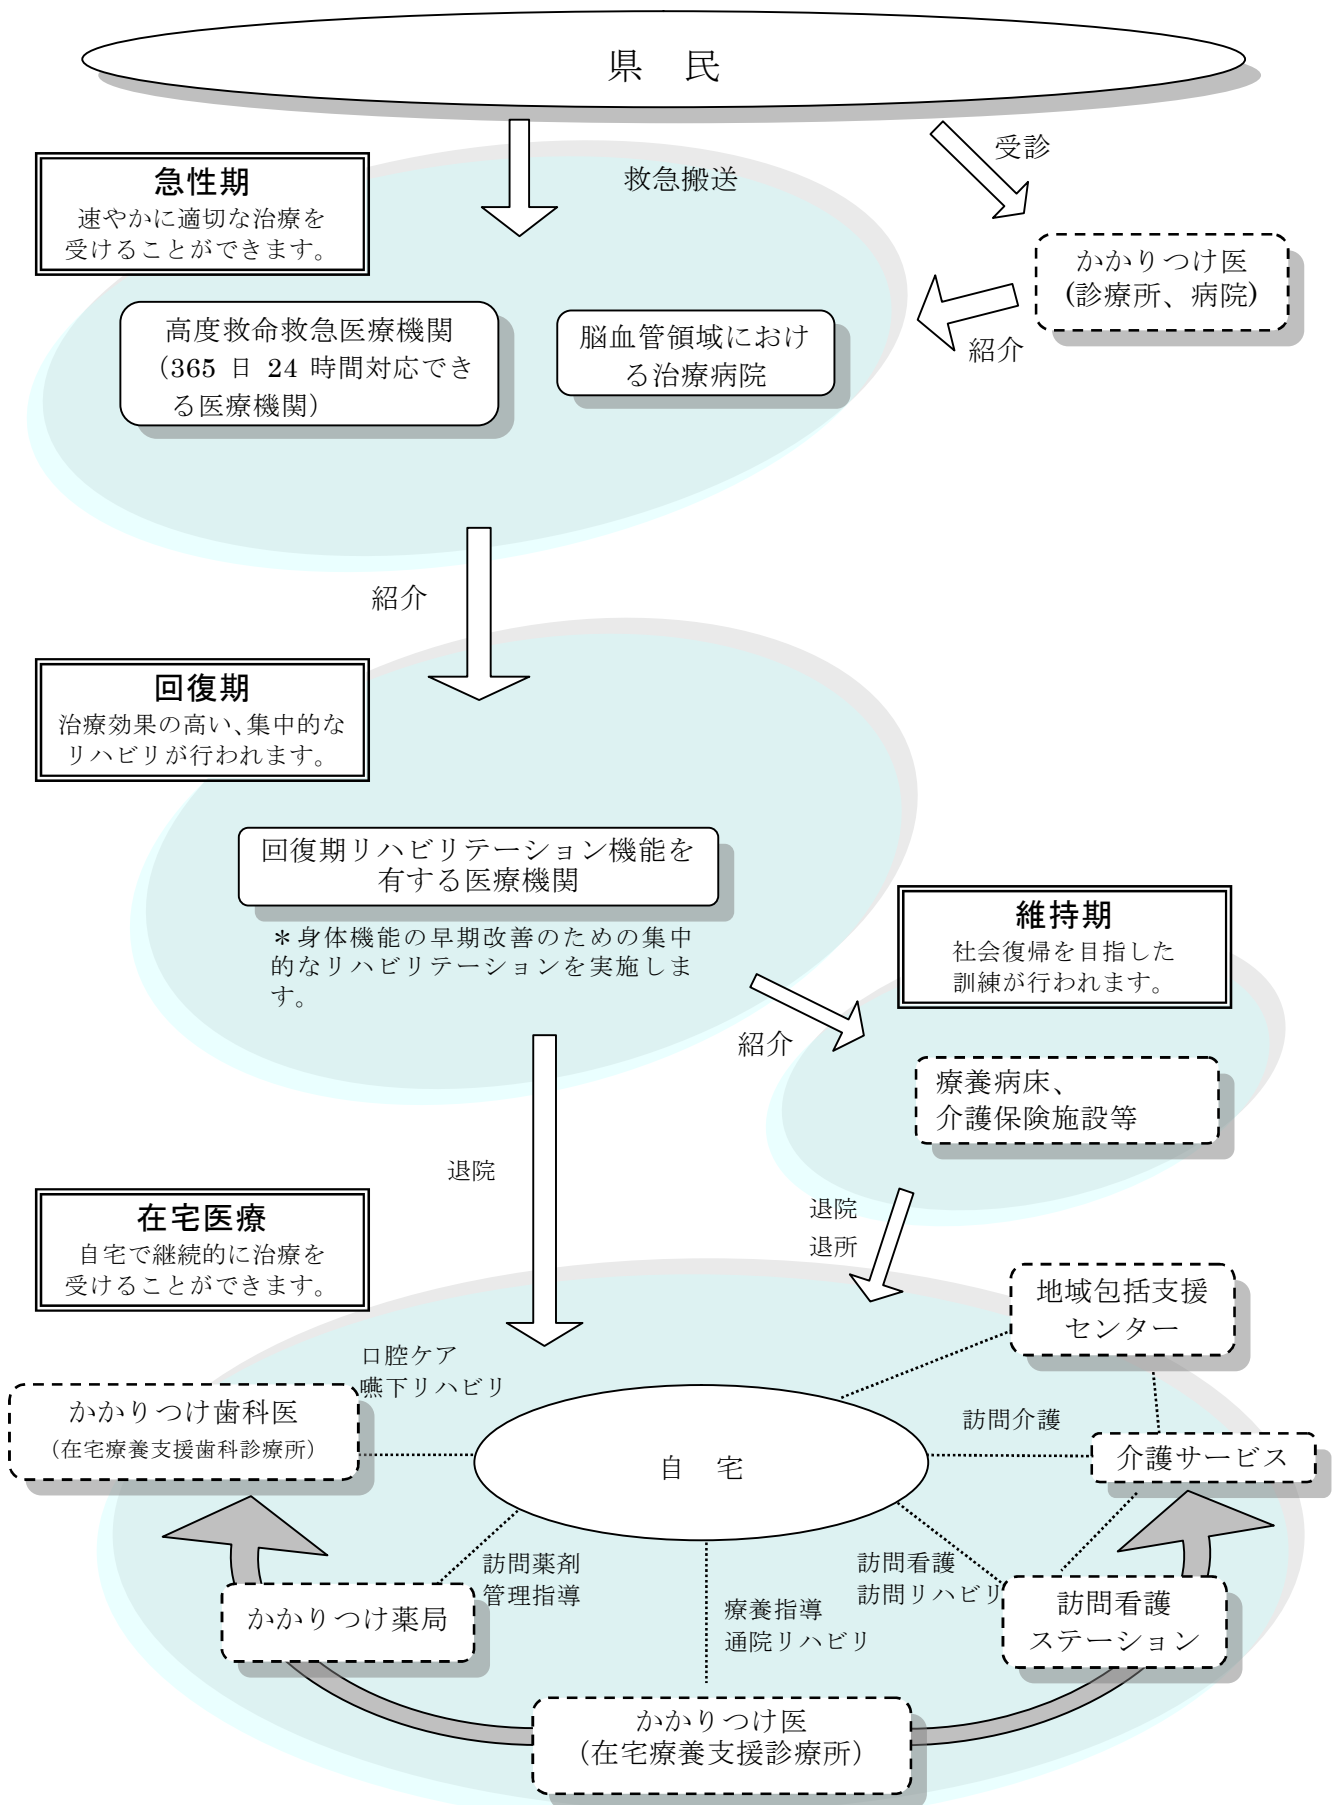 県 民
受診
救急搬送
急性期
速やかに適切な治療を
受けることができます。
かかりつけ医
(診療所、病院)
紹介
高度救命救急医療機関
(365 日 24 時間対応でき
る医療機関)
脳血管領域におけ
る治療病院
紹介
回復期
治療効果の高い、集中的な
リハビリが行われます。
回復期リハビリテーション機能を
有する医療機関
＊身体機能の早期改善のための集中
的なリハビリテーションを実施しま
す。
維持期
社会復帰を目指した
訓練が行われます。
紹介
療養病床、
介護保険施設等
退院
退院
退所
在宅医療
自宅で継続的に治療を
受けることができます。
地域包括支援
センター
口腔ケア
嚥下リハビリ
かかりつけ歯科医
(在宅療養支援歯科診療所)
自 宅
訪問介護
介護サービス
訪問薬剤
管理指導
かかりつけ薬局
療養指導
通院リハビリ
訪問看護
訪問リハビリ
訪問看護
ステーション
かかりつけ医
(在宅療養支援診療所)